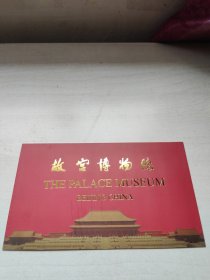 故宫博物院
THE PALACE MUSEUM
BEIJING CHINA